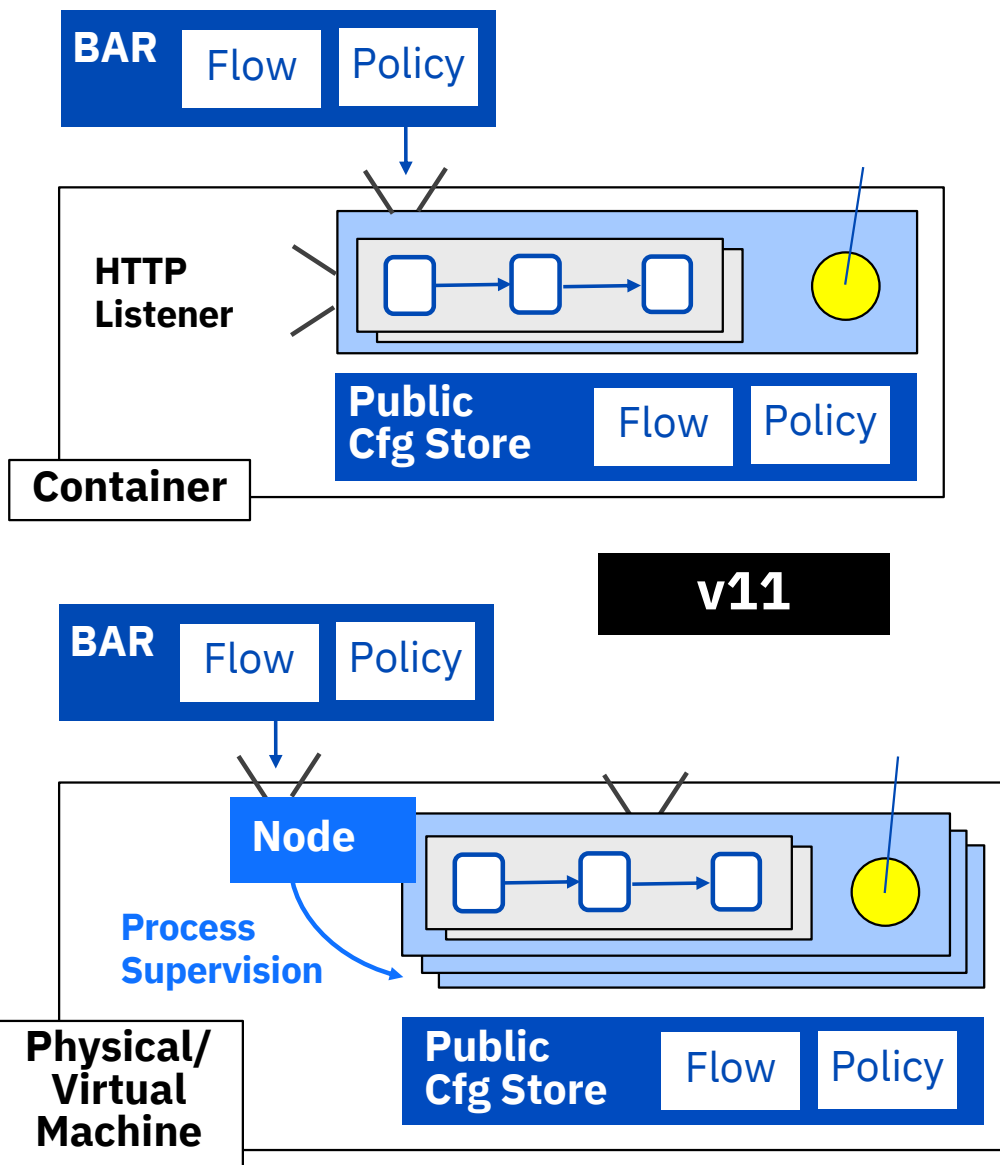 BAR
Flow
Policy
HTTP
Listener
Public
Cfg Store
Flow
Policy
Container
v11
BAR
Flow
Policy
Node
Process
Supervision
Public
Cfg Store
Flow
Policy
Physical/
Virtual
Machine